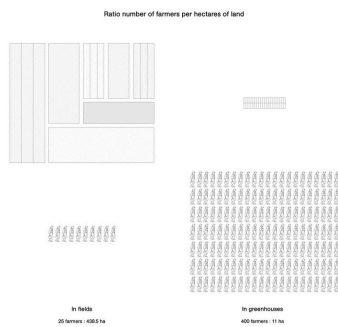 Ratio number of farmers per hectares of land
In fields
In greenhouses
25 farmers : 438.5 ha
400 farmers : 11 ha